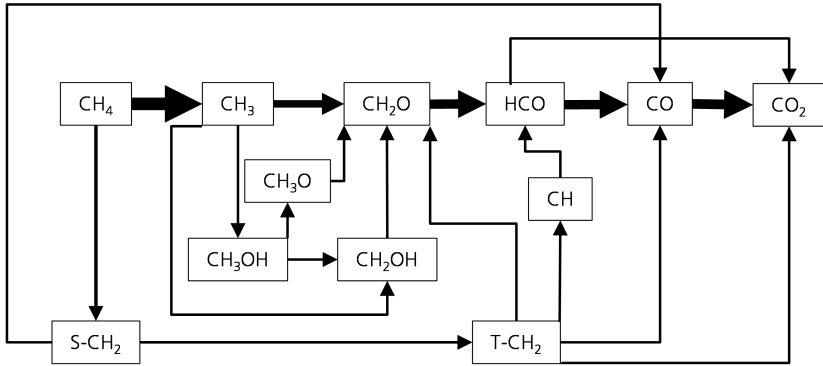 CH₄
CH₃
CH₂O
HCO
CO
CO₂
CH₃O
CH
CH₃OH
CH₂OH
S-CH₂
T-CH₂